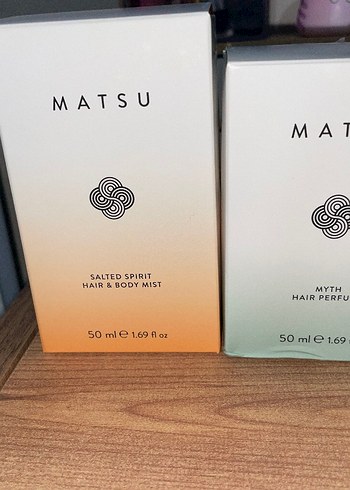 MATSU
SALTED SPIRIT
HAIR & BODY MIST
50 ml e 1.69 fl oz
MAT
MYTH
HAIR PERFU
50 ml e 1.69